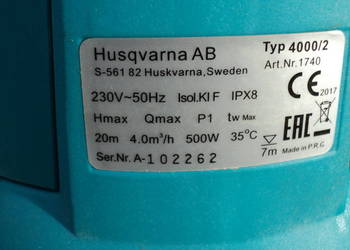 Husqvarna AB
Typ 4000/2
S-561 82 Huskvarna,Sweden
Art.Nr.1740
230V~50Hz Isol.Kl F IPX8
CE 2017
Hmax Qmax P1 tw Max
20m 4.0m³/h 500W 35°C
7m
EAC
Made in P.R.C
Ser.Nr. A-102262